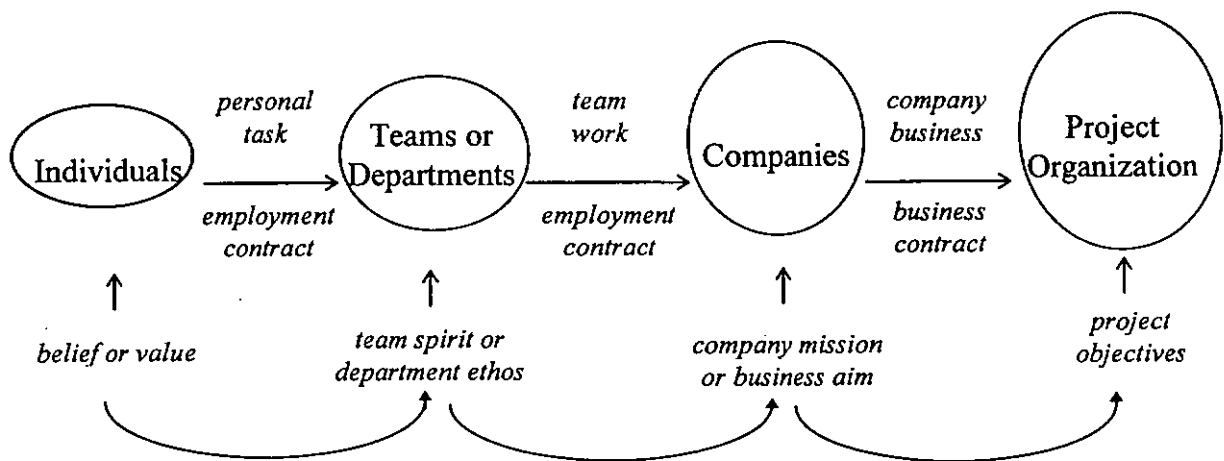 Individuals
personal
task
employment
contract
Teams or
Departments
team
work
employment
contract
Companies
company
business
business
contract
Project
Organization
belief or value
team spirit or
department ethos
company mission
or business aim
project
objectives